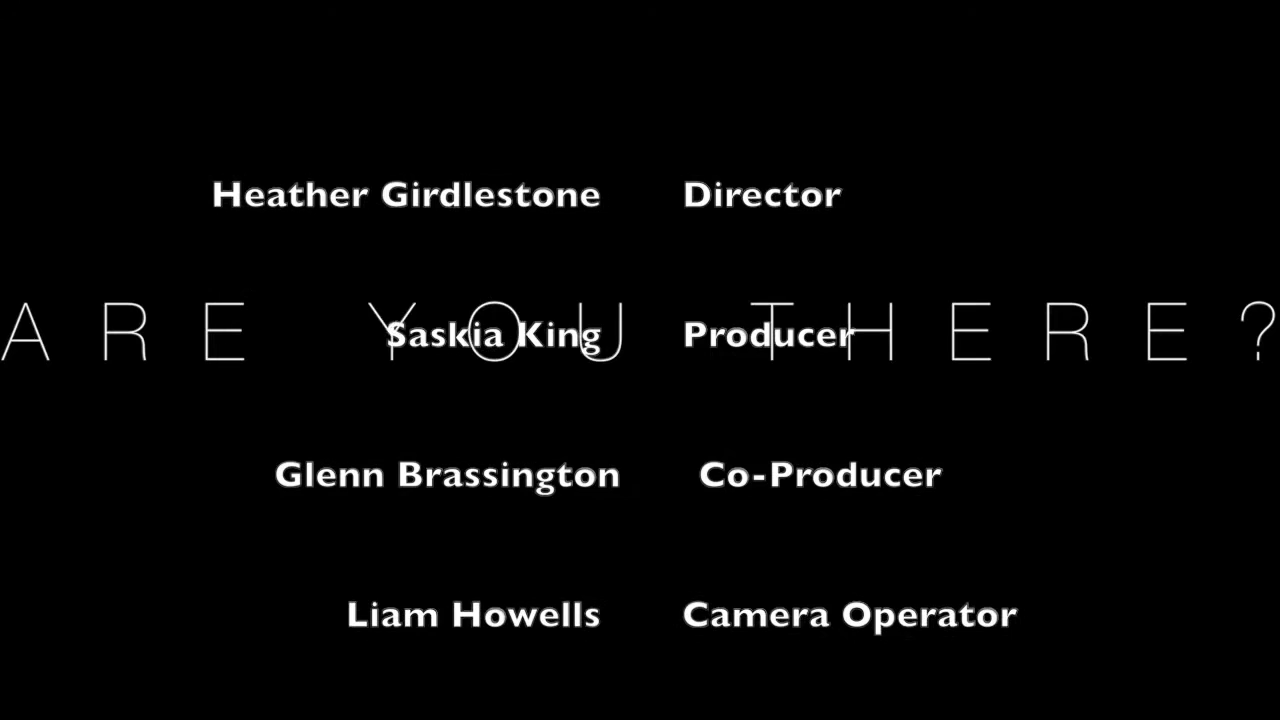 Heather Girdlestone Director
ARE YOU THERE?
Saskia King Producer
Glenn Brassington Co-Producer
Liam Howells Camera Operator